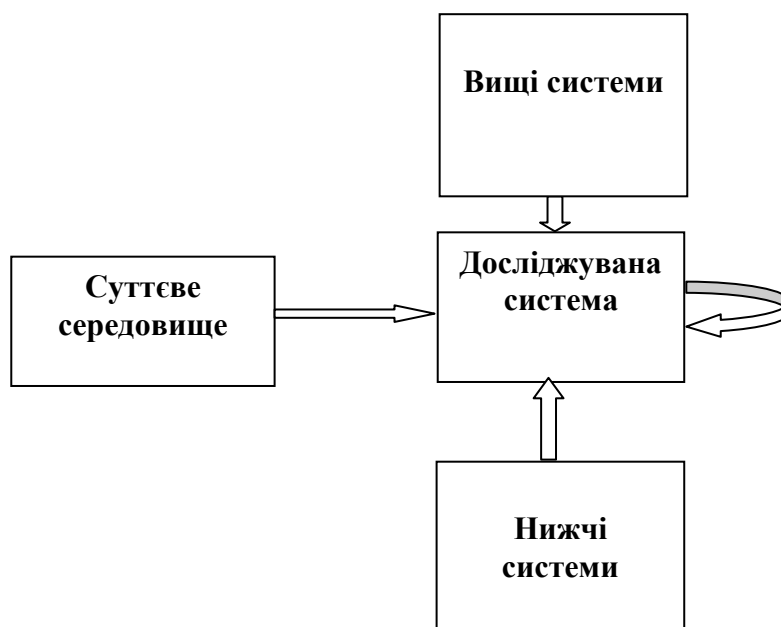 Вищі системи
Суттєве
середовище
Досліджувана
система
Нижчі
системи